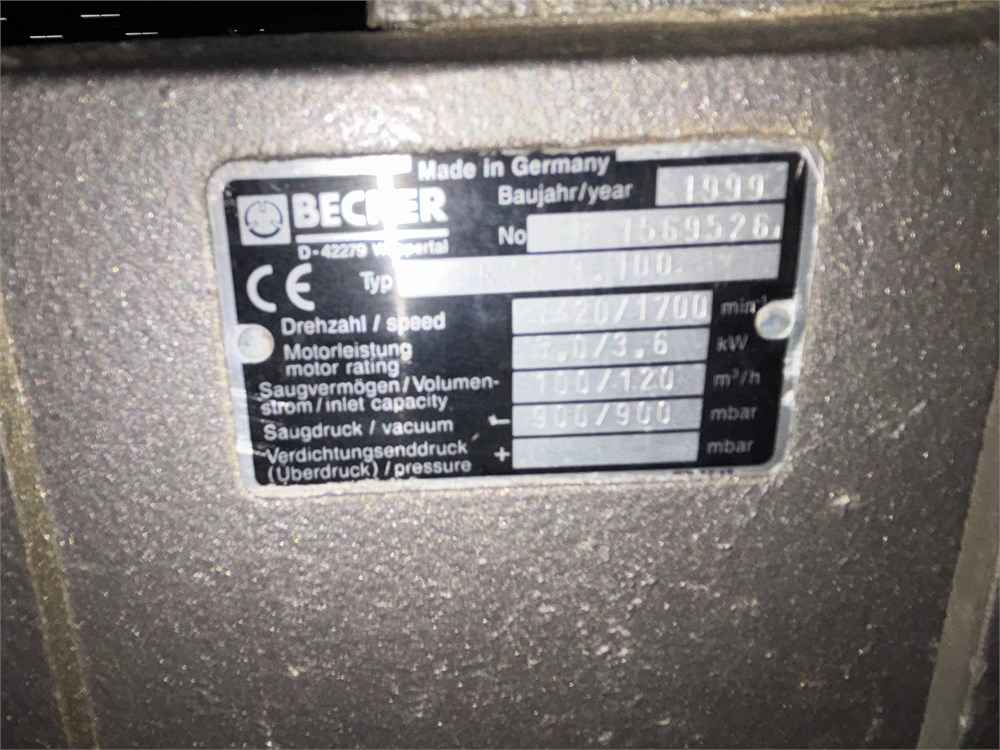 Made in Germany
BECKER
Baujahr/year 1999
D-42279 Wuppertal
No 1569526
CE Typ .100
Drehzahl / speed 1420/1700 min-1
Motorleistung
motor rating 3.0/3.6 kW
Saugvermögen/Volumen-
strom/inlet capacity 100/120 m³/h
Saugdruck / vacuum - 900/900 mbar
Verdichtungsenddruck
(Überdruck)/pressure + mbar